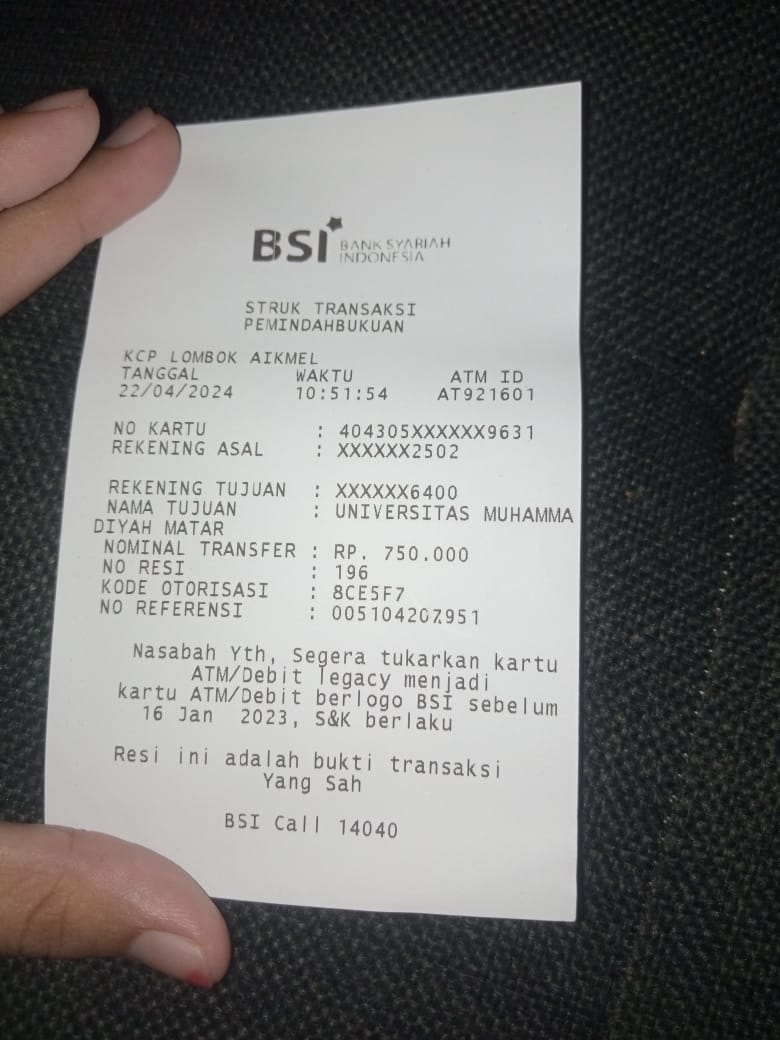 BSI BANK SYARIAH
INDONESIA
STRUK TRANSAKSI
PEMINDAHBUKUAN
KCP LOMBOK AIKMEL
TANGGAL WAKTU ATM ID
22/04/2024 10:51:54 AT921601
NO KARTU : 404305XXXXXX9631
REKENING ASAL : XXXXXX2502
REKENING TUJUAN : XXXXXX6400
NAMA TUJUAN : UNIVERSITAS MUHAMMA
DIYAH MATAR
NOMINAL TRANSFER : RP. 750.000
NO RESI : 196
KODE OTORISASI : 8CE5F7
NO REFERENSI : 005104207951
Nasabah Yth, Segera tukarkan kartu
ATM/Debit legacy menjadi
kartu ATM/Debit berlogo BSI sebelum
16 Jan 2023, S&K berlaku
Resi ini adalah bukti transaksi
Yang Sah
BSI Call 14040